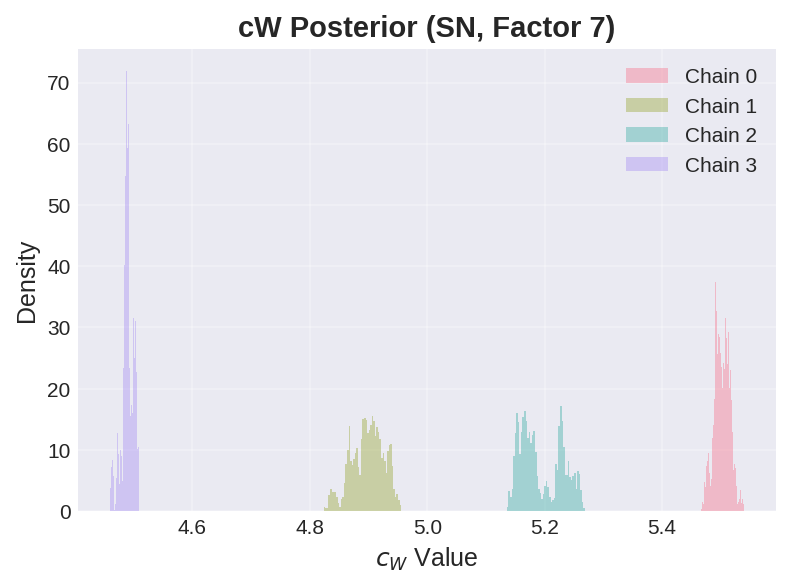 cW Posterior (SN, Factor 7)
Chain 0
Chain 1
Chain 2
Chain 3
Density
70
60
50
40
30
20
10
0
4.6 4.8 5.0 5.2 5.4
c_W Value